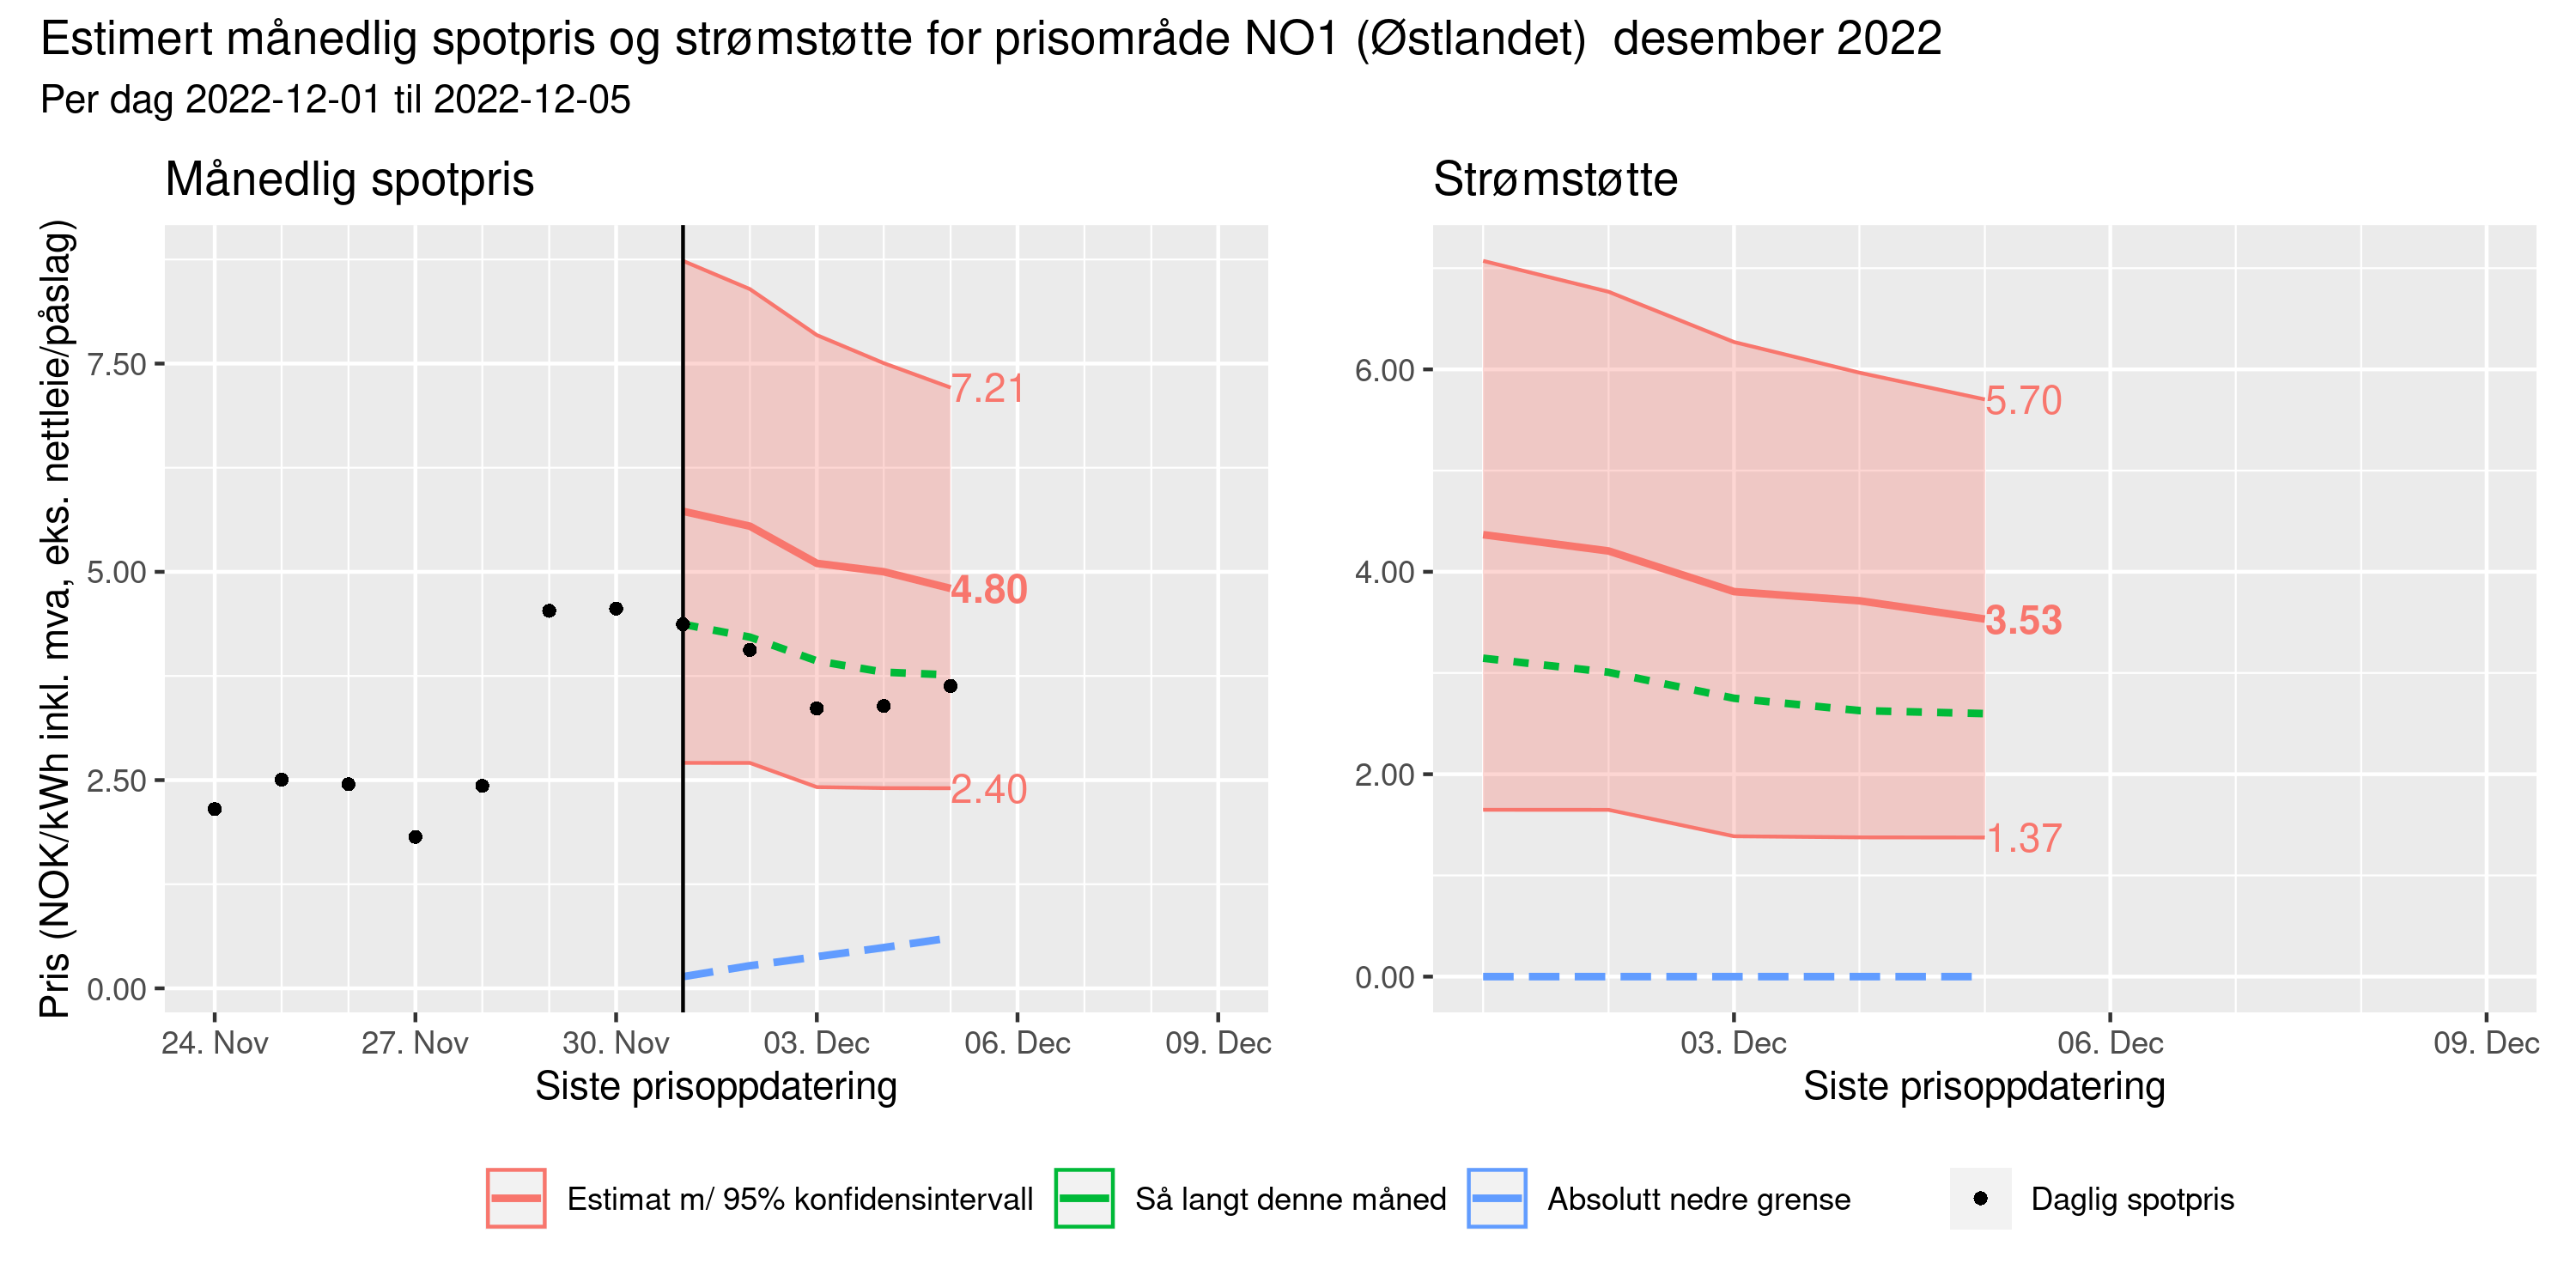 Estimert månedlig spotpris og strømstøtte for prisområde NO1 (Østlandet)  desember 2022
Per dag 2022-12-01 til 2022-12-05
Månedlig spotpris
Pris (NOK/kWh inkl. mva, eks. nettleie/påslag)
7.50
5.00
2.50
0.00
7.21
4.80
2.40
24. Nov
27. Nov
30. Nov
03. Dec
06. Dec
09. Dec
Siste prisoppdatering
Strømstøtte
6.00
4.00
2.00
0.00
5.70
3.53
1.37
03. Dec
06. Dec
09. Dec
Siste prisoppdatering
Estimat m/ 95% konfidensintervall
Så langt denne måned
Absolutt nedre grense
Daglig spotpris